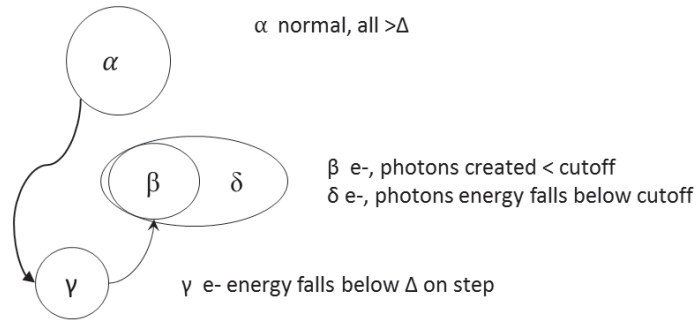 α
α normal, all >Δ
β
δ
β e-, photons created < cutoff
δ e-, photons energy falls below cutoff
γ
γ e- energy falls below Δ on step